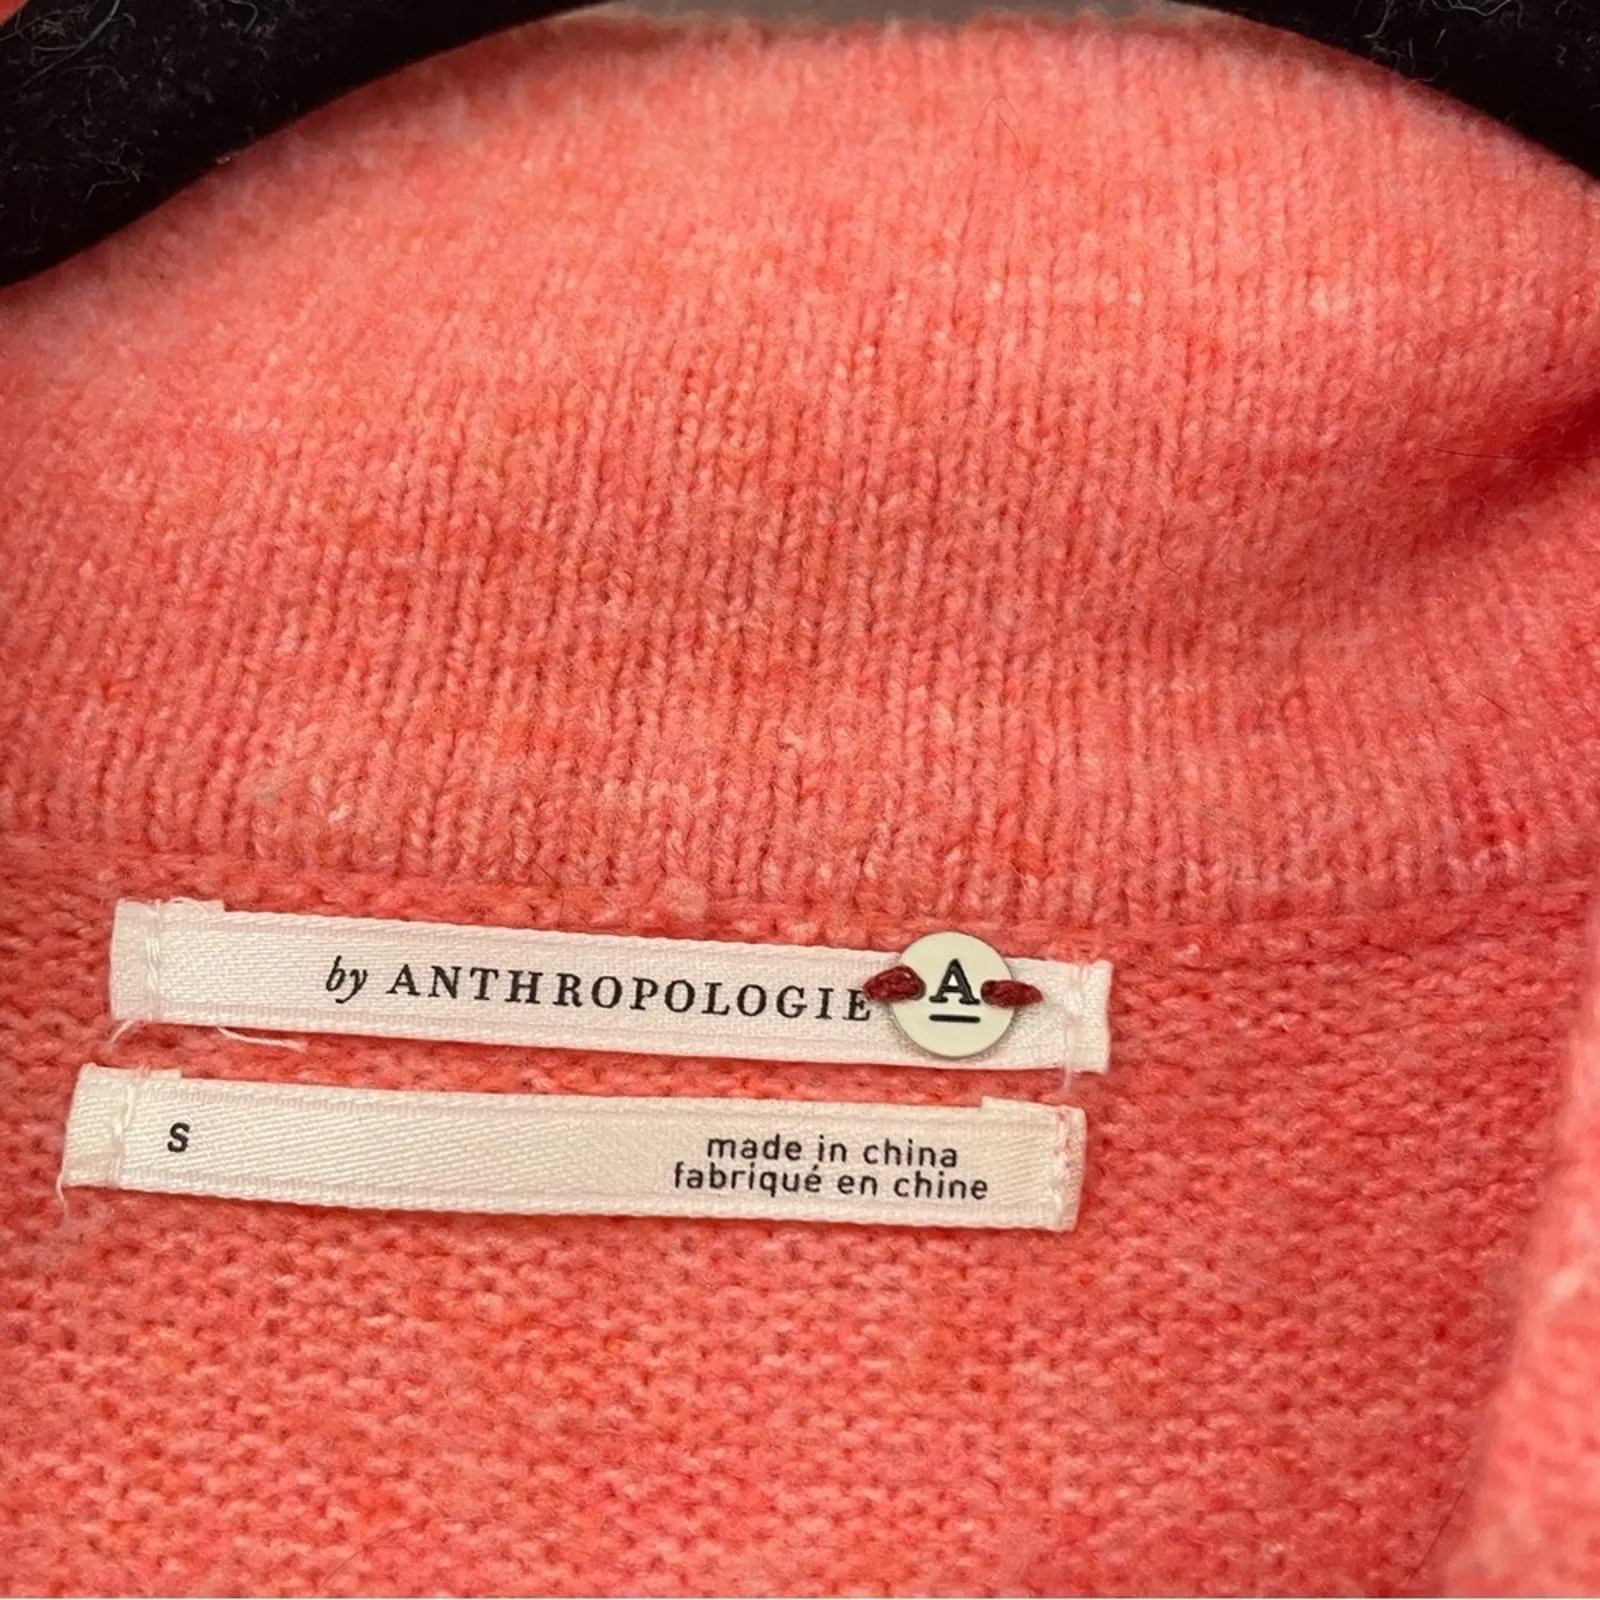 by ANTHROPOLOGIE
A
S
made in china
fabriqué en chine